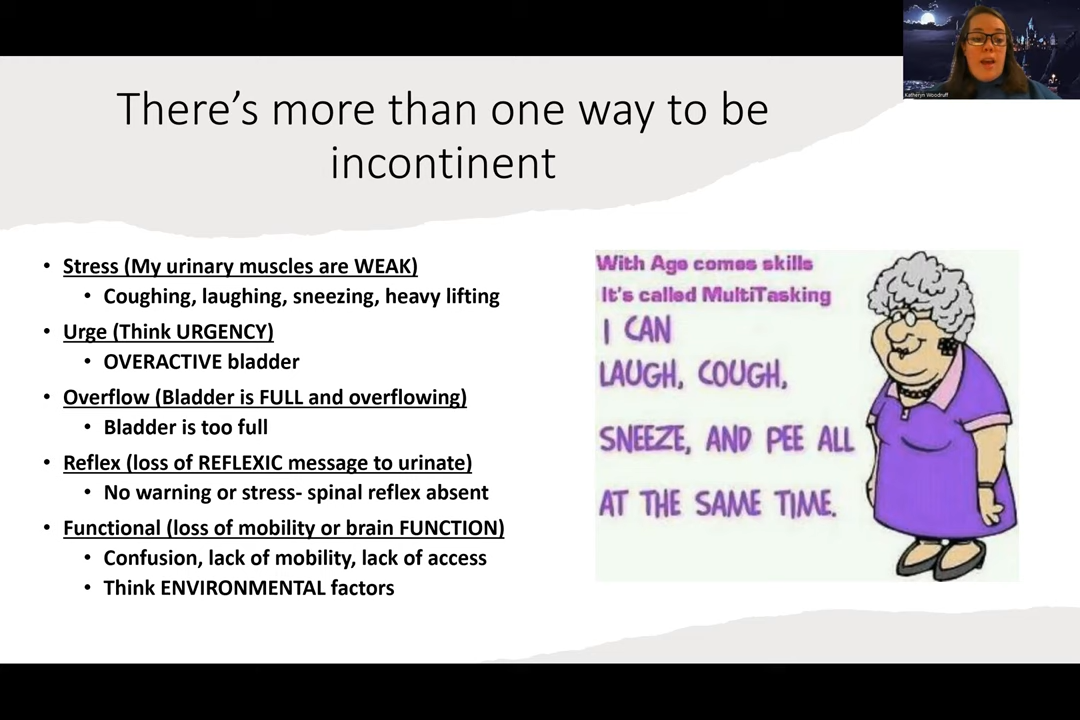 There's more than one way to be
incontinent
Katheryn Woodruff
• Stress (My urinary muscles are WEAK)
• Coughing, laughing, sneezing, heavy lifting
• Urge (Think URGENCY)
• OVERACTIVE bladder
• Overflow (Bladder is FULL and overflowing)
• Bladder is too full
• Reflex (loss of REFLEXIC message to urinate)
• No warning or stress- spinal reflex absent
• Functional (loss of mobility or brain FUNCTION)
• Confusion, lack of mobility, lack of access
• Think ENVIRONMENTAL factors
With Age comes skills
It's called MultiTasking
I CAN
LAUGH, COUGH,
SNEEZE, AND PEE ALL
AT THE SAME TIME.